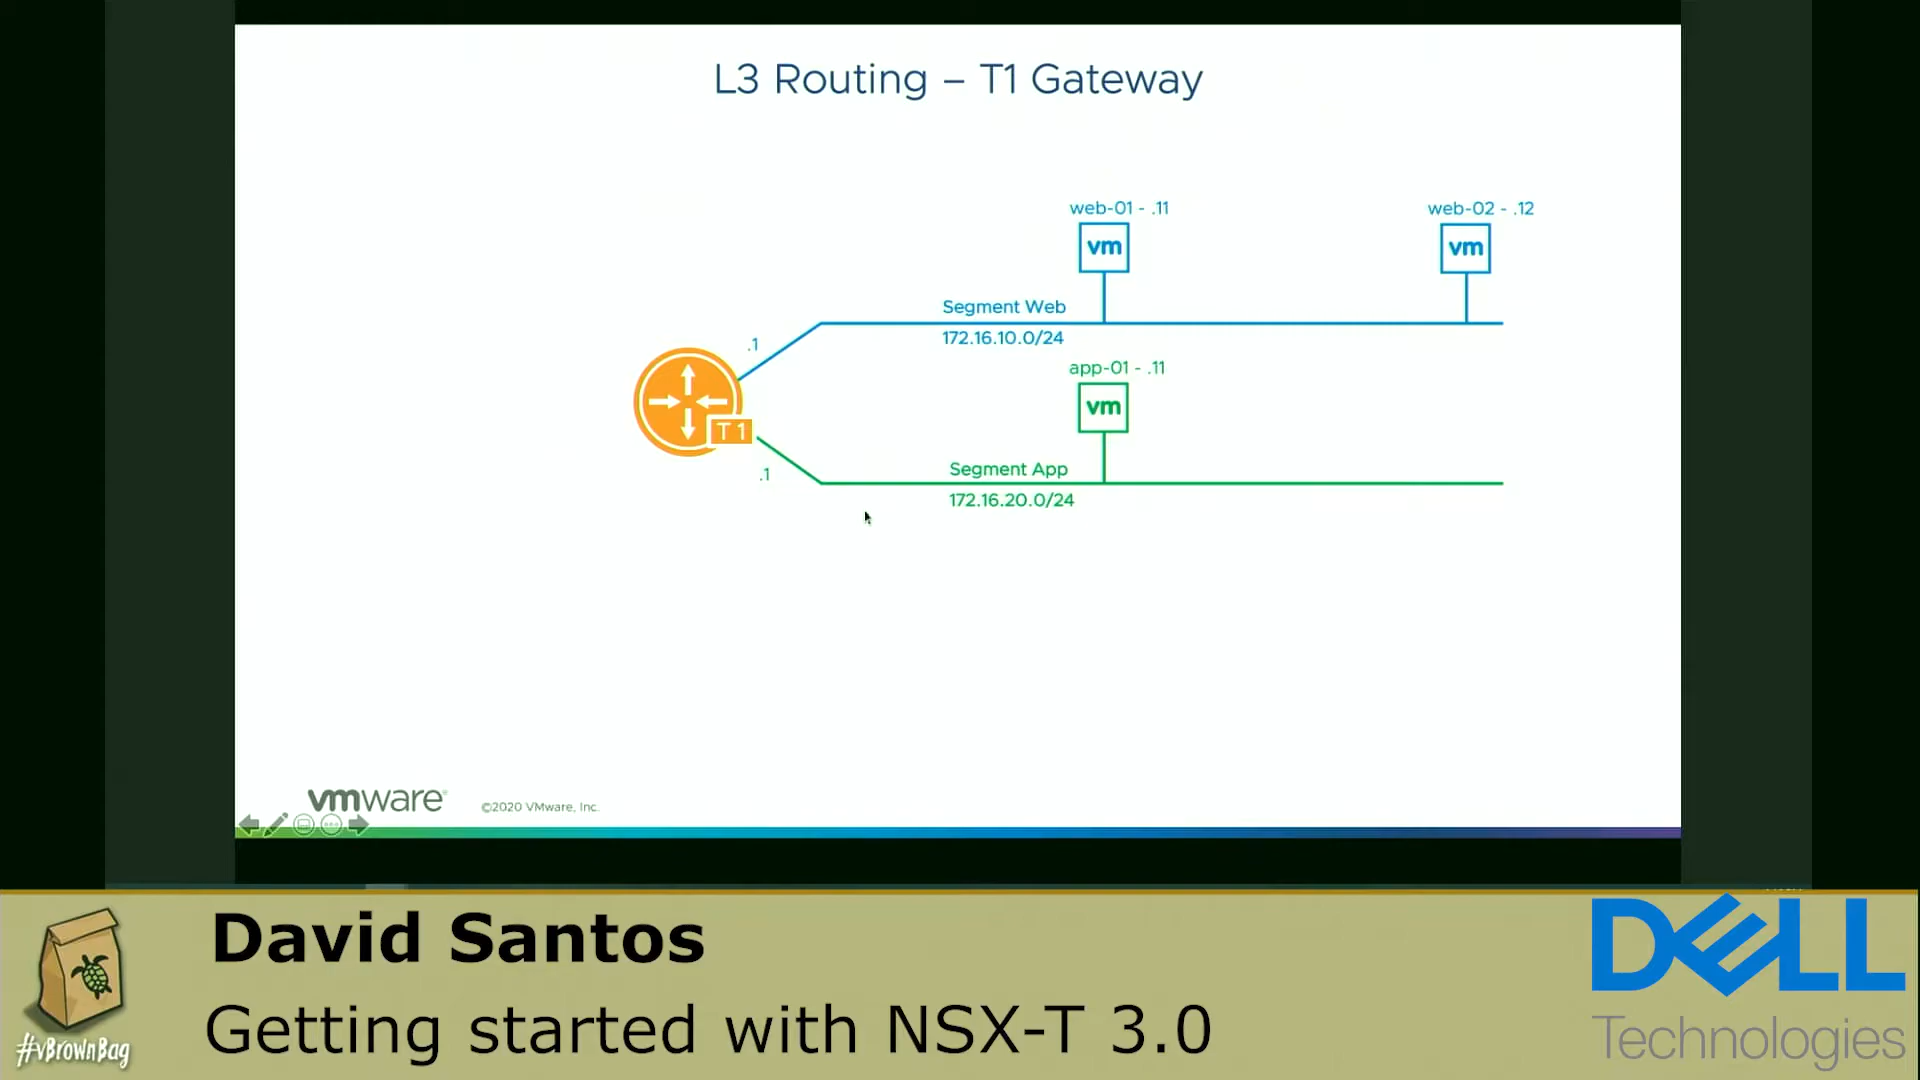 L3 Routing – T1 Gateway
web-01 - .11
web-02 - .12
vm
vm
Segment Web
.1
172.16.10.0/24
app-01 - .11
vm
T1
.1
Segment App
172.16.20.0/24
vmware
©2020 VMware, Inc.
David Santos
Getting started with NSX-T 3.0
#vBrownBag
DELL
Technologies